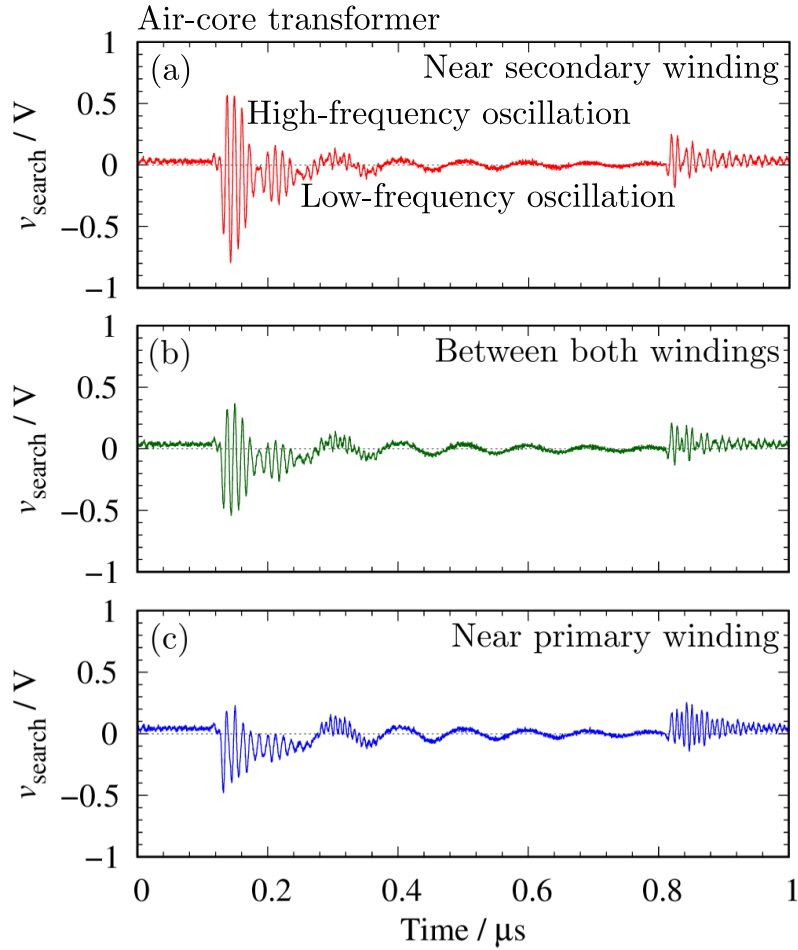 Air-core transformer
(a)
Near secondary winding
High-frequency oscillation
Low-frequency oscillation
v_search / V
1
0.5
0
−0.5
−1
(b)
Between both windings
v_search / V
1
0.5
0
−0.5
−1
(c)
Near primary winding
v_search / V
1
0.5
0
−0.5
−1
0 0.2 0.4 0.6 0.8 1
Time / μs